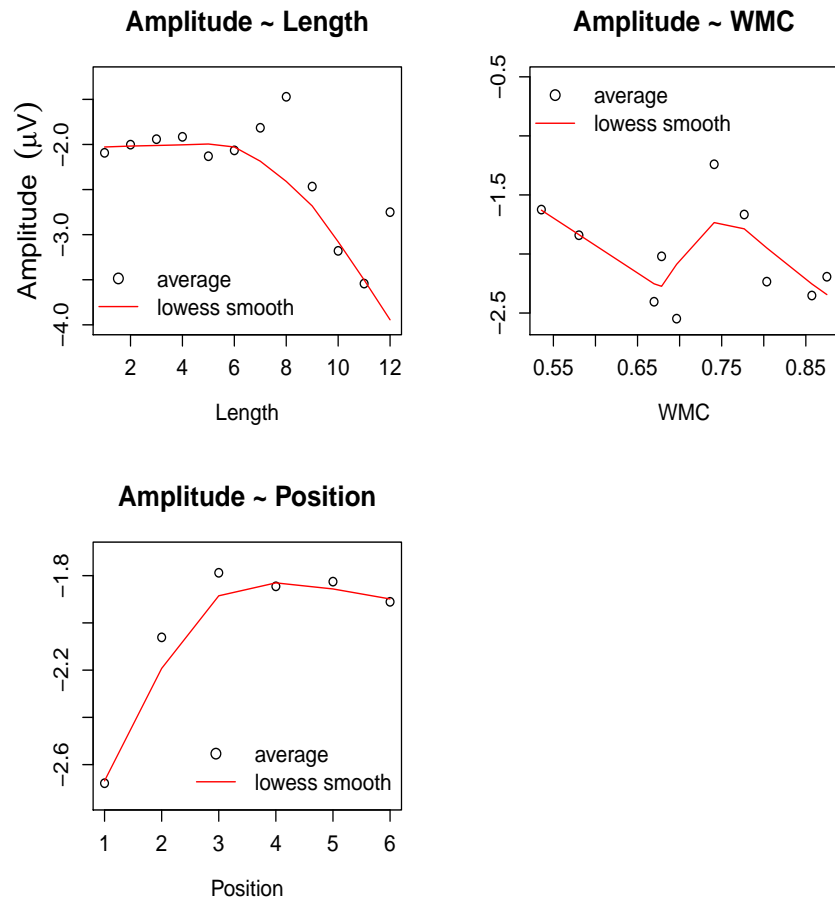 Amplitude ~ Length
Amplitude (μV)
−2.0
−3.0
−4.0
average
lowess smooth
2 4 6 8 10 12
Length
Amplitude ~ WMC
−0.5
−1.5
−2.5
average
lowess smooth
0.55 0.65 0.75 0.85
WMC
Amplitude ~ Position
−1.8
−2.2
−2.6
average
lowess smooth
1 2 3 4 5 6
Position